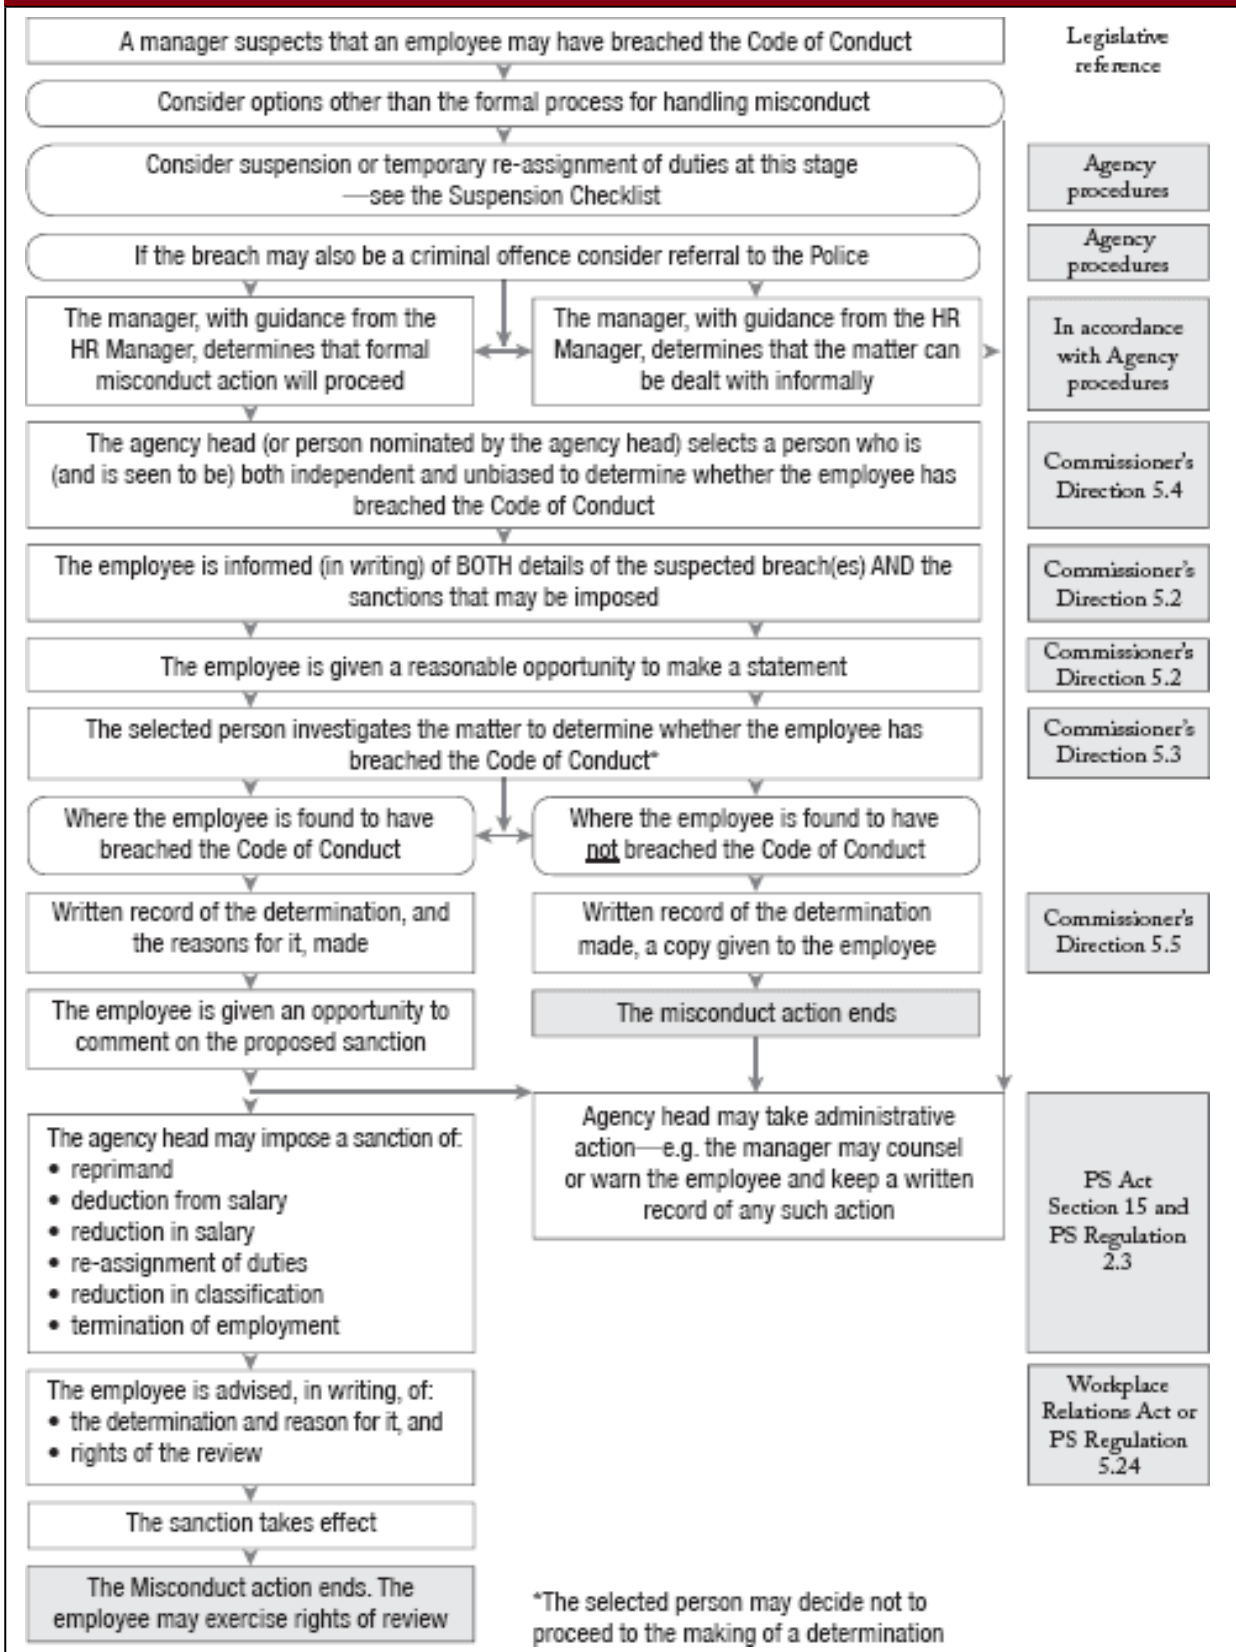 A manager suspects that an employee may have breached the Code of Conduct
Legislative
reference
Consider options other than the formal process for handling misconduct
Consider suspension or temporary re-assignment of duties at this stage
—see the Suspension Checklist
Agency
procedures
If the breach may also be a criminal offence consider referral to the Police
Agency
procedures
The manager, with guidance from the
HR Manager, determines that formal
misconduct action will proceed
The manager, with guidance from the HR
Manager, determines that the matter can
be dealt with informally
In accordance
with Agency
procedures
The agency head (or person nominated by the agency head) selects a person who is
(and is seen to be) both independent and unbiased to determine whether the employee has
breached the Code of Conduct
Commissioner's
Direction 5.4
The employee is informed (in writing) of BOTH details of the suspected breach(es) AND the
sanctions that may be imposed
Commissioner's
Direction 5.2
The employee is given a reasonable opportunity to make a statement
Commissioner's
Direction 5.2
The selected person investigates the matter to determine whether the employee has
breached the Code of Conduct*
Commissioner's
Direction 5.3
Where the employee is found to have
breached the Code of Conduct
Where the employee is found to have
not breached the Code of Conduct
Written record of the determination, and
the reasons for it, made
Written record of the determination
made, a copy given to the employee
Commissioner's
Direction 5.5
The employee is given an opportunity to
comment on the proposed sanction
The misconduct action ends
The agency head may impose a sanction of:
• reprimand
• deduction from salary
• reduction in salary
• re-assignment of duties
• reduction in classification
• termination of employment
Agency head may take administrative
action—e.g. the manager may counsel
or warn the employee and keep a written
record of any such action
PS Act
Section 15 and
PS Regulation
2.3
The employee is advised, in writing, of:
• the determination and reason for it, and
• rights of the review
Workplace
Relations Act or
PS Regulation
5.24
The sanction takes effect
The Misconduct action ends. The
employee may exercise rights of review
*The selected person may decide not to
proceed to the making of a determination